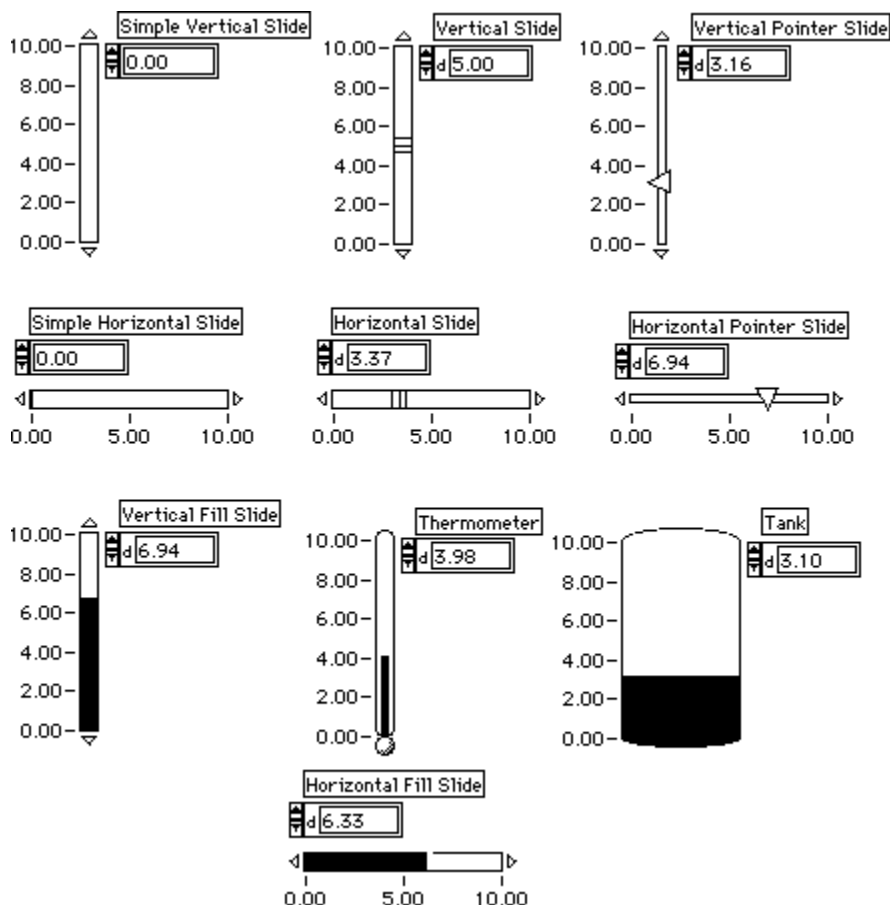 Simple Vertical Slide
0.00
10.00
8.00
6.00
4.00
2.00
0.00
Vertical Slide
d 5.00
10.00
8.00
6.00
4.00
2.00
0.00
Vertical Pointer Slide
d 3.16
10.00
8.00
6.00
4.00
2.00
0.00
Simple Horizontal Slide
0.00
0.00 5.00 10.00
Horizontal Slide
d 3.37
0.00 5.00 10.00
Horizontal Pointer Slide
d 6.94
0.00 5.00 10.00
Vertical Fill Slide
d 6.94
10.00
8.00
6.00
4.00
2.00
0.00
Thermometer
d 3.98
10.00
8.00
6.00
4.00
2.00
0.00
Tank
d 3.10
10.00
8.00
6.00
4.00
2.00
0.00
Horizontal Fill Slide
d 6.33
0.00 5.00 10.00